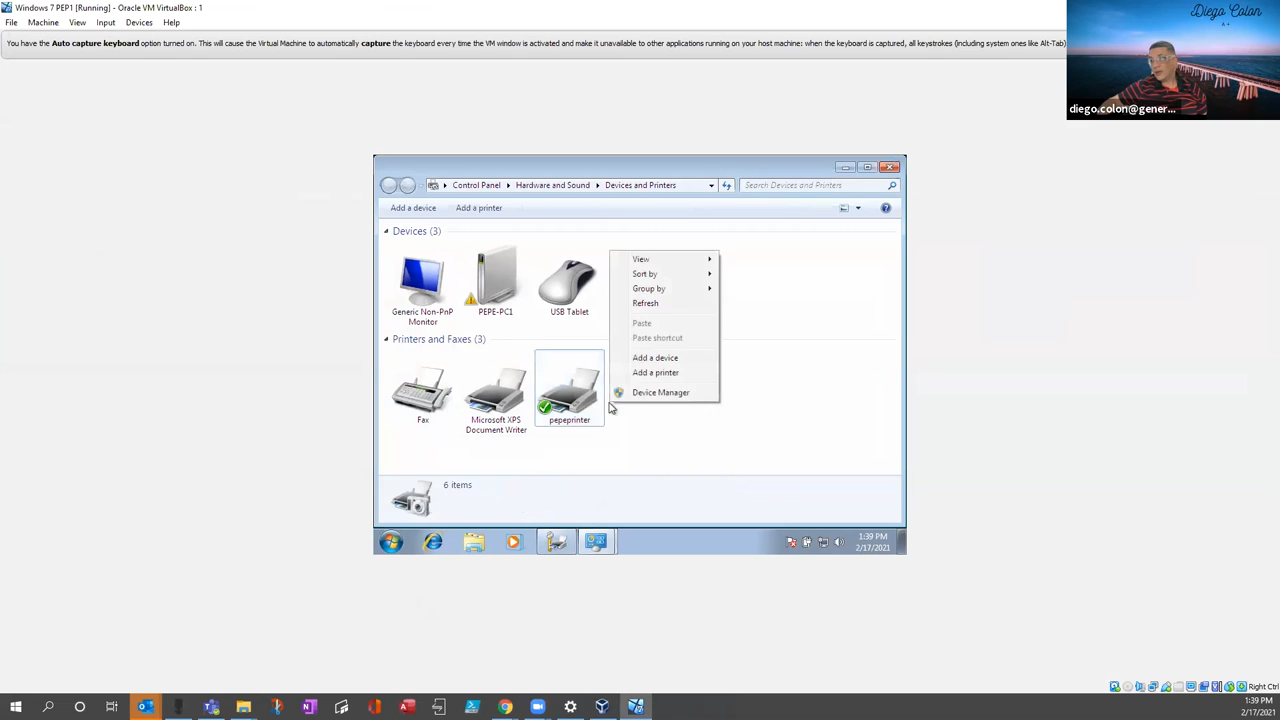 Windows 7 PEP1 [Running] - Oracle VM VirtualBox : 1
File Machine View Input Devices Help
You have the Auto capture keyboard option turned on. This will cause the Virtual Machine to automatically capture the keyboard every time the VM window is activated and make it unavailable to other applications running on your host machine: when the keyboard is captured, all keystrokes (including system ones like Alt-Tab)
Diego Colon
A+
diego.colon@gener...
Control Panel Hardware and Sound Devices and Printers
Search Devices and Printers
Add a device Add a printer
Devices (3)
Generic Non-PnP
Monitor
PEPE-PC1
USB Tablet
View
Sort by
Group by
Refresh
Paste
Paste shortcut
Add a device
Add a printer
Device Manager
Printers and Faxes (3)
Fax
Microsoft XPS
Document Writer
pepeprinter
6 items
1:39 PM
2/17/2021
Right Ctrl
1:39 PM
2/17/2021